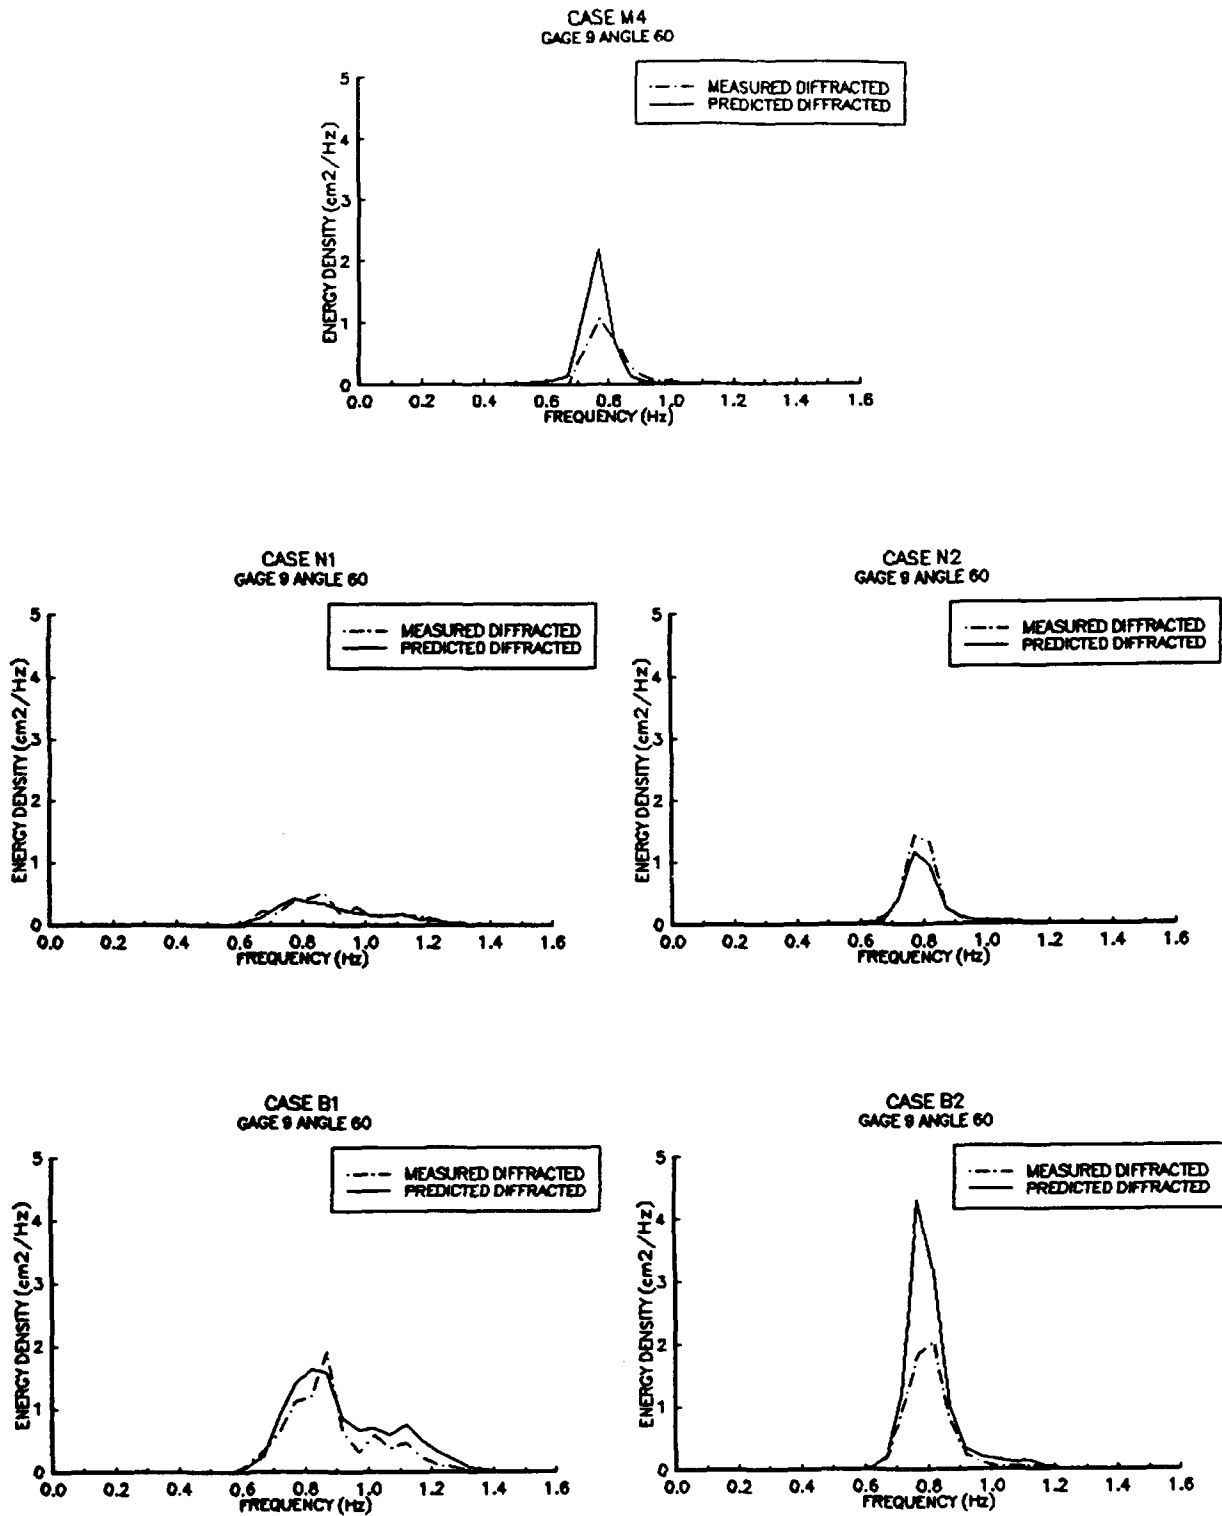 CASE M4
GAGE 9 ANGLE 60
MEASURED DIFFRACTED
PREDICTED DIFFRACTED
ENERGY DENSITY (cm2/Hz)
5
4
3
2
1
0
0.0 0.2 0.4 0.6 0.8 1.0 1.2 1.4 1.6
FREQUENCY (Hz)
CASE N1
GAGE 9 ANGLE 60
MEASURED DIFFRACTED
PREDICTED DIFFRACTED
ENERGY DENSITY (cm2/Hz)
5
4
3
2
1
0
0.0 0.2 0.4 0.6 0.8 1.0 1.2 1.4 1.6
FREQUENCY (Hz)
CASE N2
GAGE 9 ANGLE 60
MEASURED DIFFRACTED
PREDICTED DIFFRACTED
ENERGY DENSITY (cm2/Hz)
5
4
3
2
1
0
0.0 0.2 0.4 0.6 0.8 1.0 1.2 1.4 1.6
FREQUENCY (Hz)
CASE B1
GAGE 9 ANGLE 60
MEASURED DIFFRACTED
PREDICTED DIFFRACTED
ENERGY DENSITY (cm2/Hz)
5
4
3
2
1
0
0.0 0.2 0.4 0.6 0.8 1.0 1.2 1.4 1.6
FREQUENCY (Hz)
CASE B2
GAGE 9 ANGLE 60
MEASURED DIFFRACTED
PREDICTED DIFFRACTED
ENERGY DENSITY (cm2/Hz)
5
4
3
2
1
0
0.0 0.2 0.4 0.6 0.8 1.0 1.2 1.4 1.6
FREQUENCY (Hz)